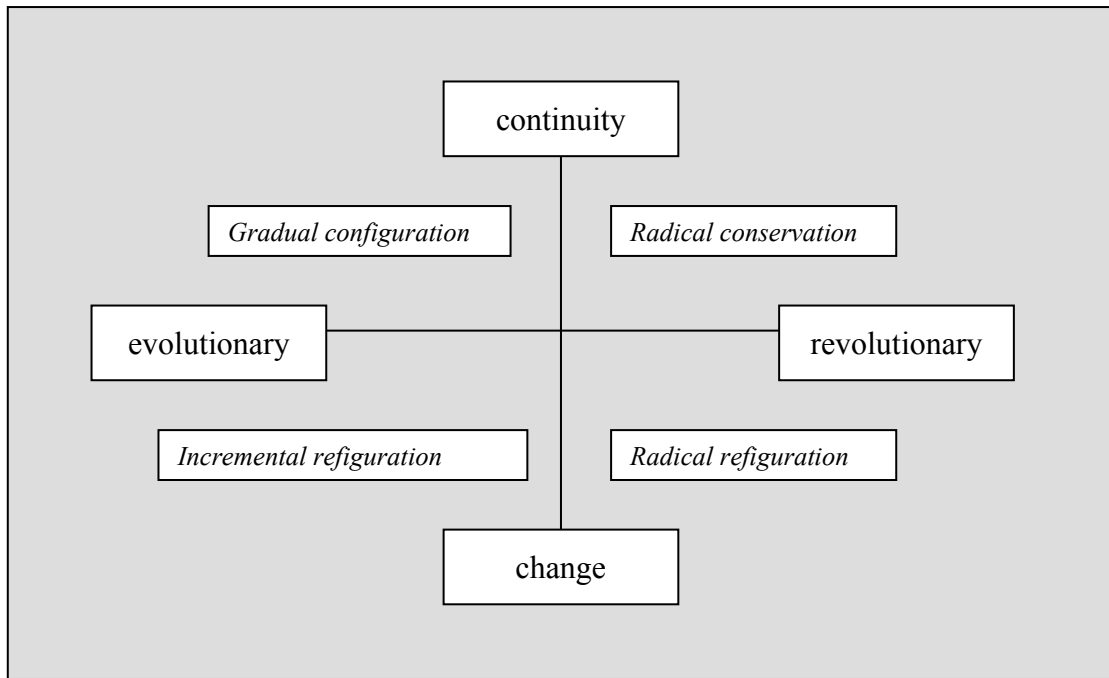 continuity
Gradual configuration
Radical conservation
evolutionary
revolutionary
Incremental refiguration
Radical refiguration
change